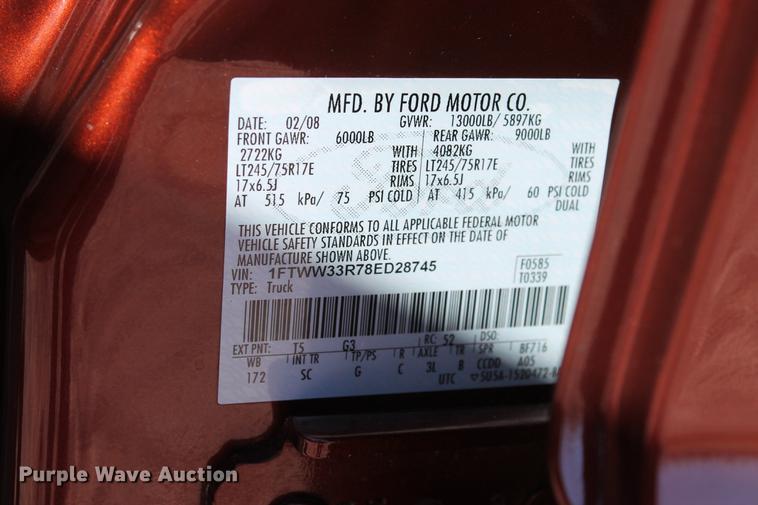 MFD. BY FORD MOTOR CO.
DATE: 02/08 GVWR: 13000LB/ 5897KG
FRONT GAWR: 6000LB REAR GAWR: 9000LB
2722KG WITH 4082KG WITH
LT245/75R17E TIRES LT245/75R17E TIRES
17x6.5J RIMS 17x6.5J RIMS
AT 515 kPa/ 75 PSI COLD AT 415 kPa/ 60 PSI COLD
DUAL
THIS VEHICLE CONFORMS TO ALL APPLICABLE FEDERAL MOTOR
VEHICLE SAFETY STANDARDS IN EFFECT ON THE DATE OF
MANUFACTURE SHOWN ABOVE.
VIN: 1FTWW33R78ED28745 F0585
TYPE: Truck T0339
EXT PNT: T5 G3 RC: 52 DSO:
WB INT TR TP/PS R AXLE TR SPR BF716
172 SC G C 3L B CCDD A05
UTC 5U5A-1520472-
Purple Wave Auction